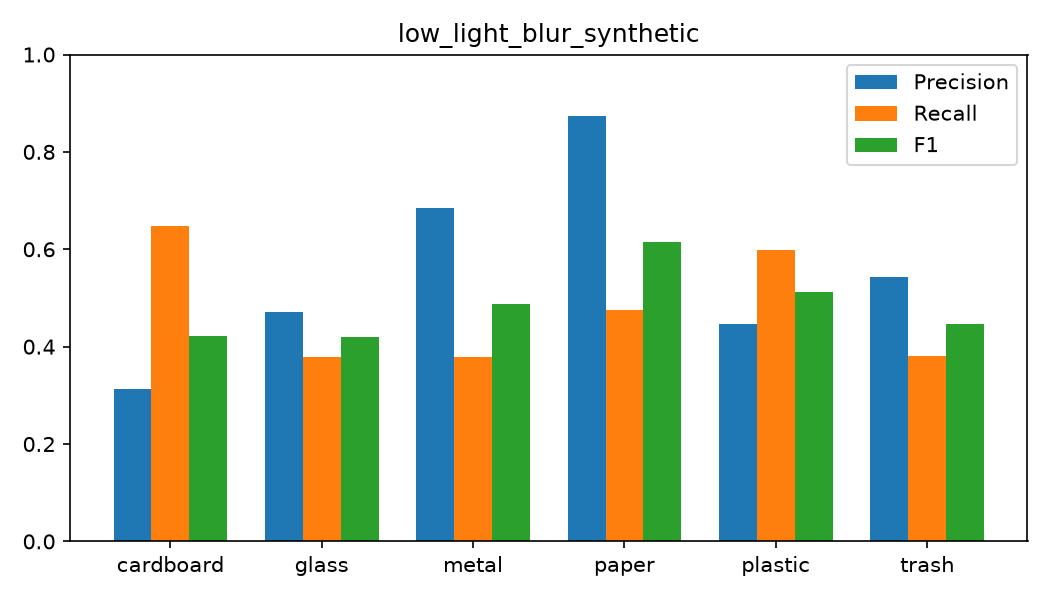 low_light_blur_synthetic
1.0
0.8
0.6
0.4
0.2
0.0
Precision
Recall
F1
cardboard glass metal paper plastic trash